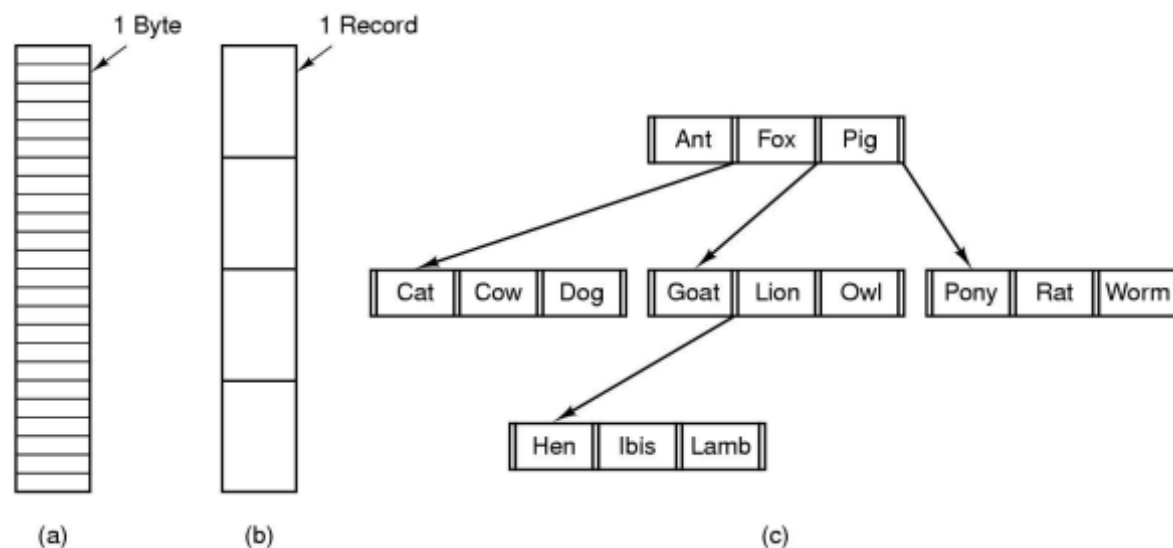 1 Byte
1 Record
Ant Fox Pig
Cat Cow Dog
Goat Lion Owl
Pony Rat Worm
Hen Ibis Lamb
(a)
(b)
(c)